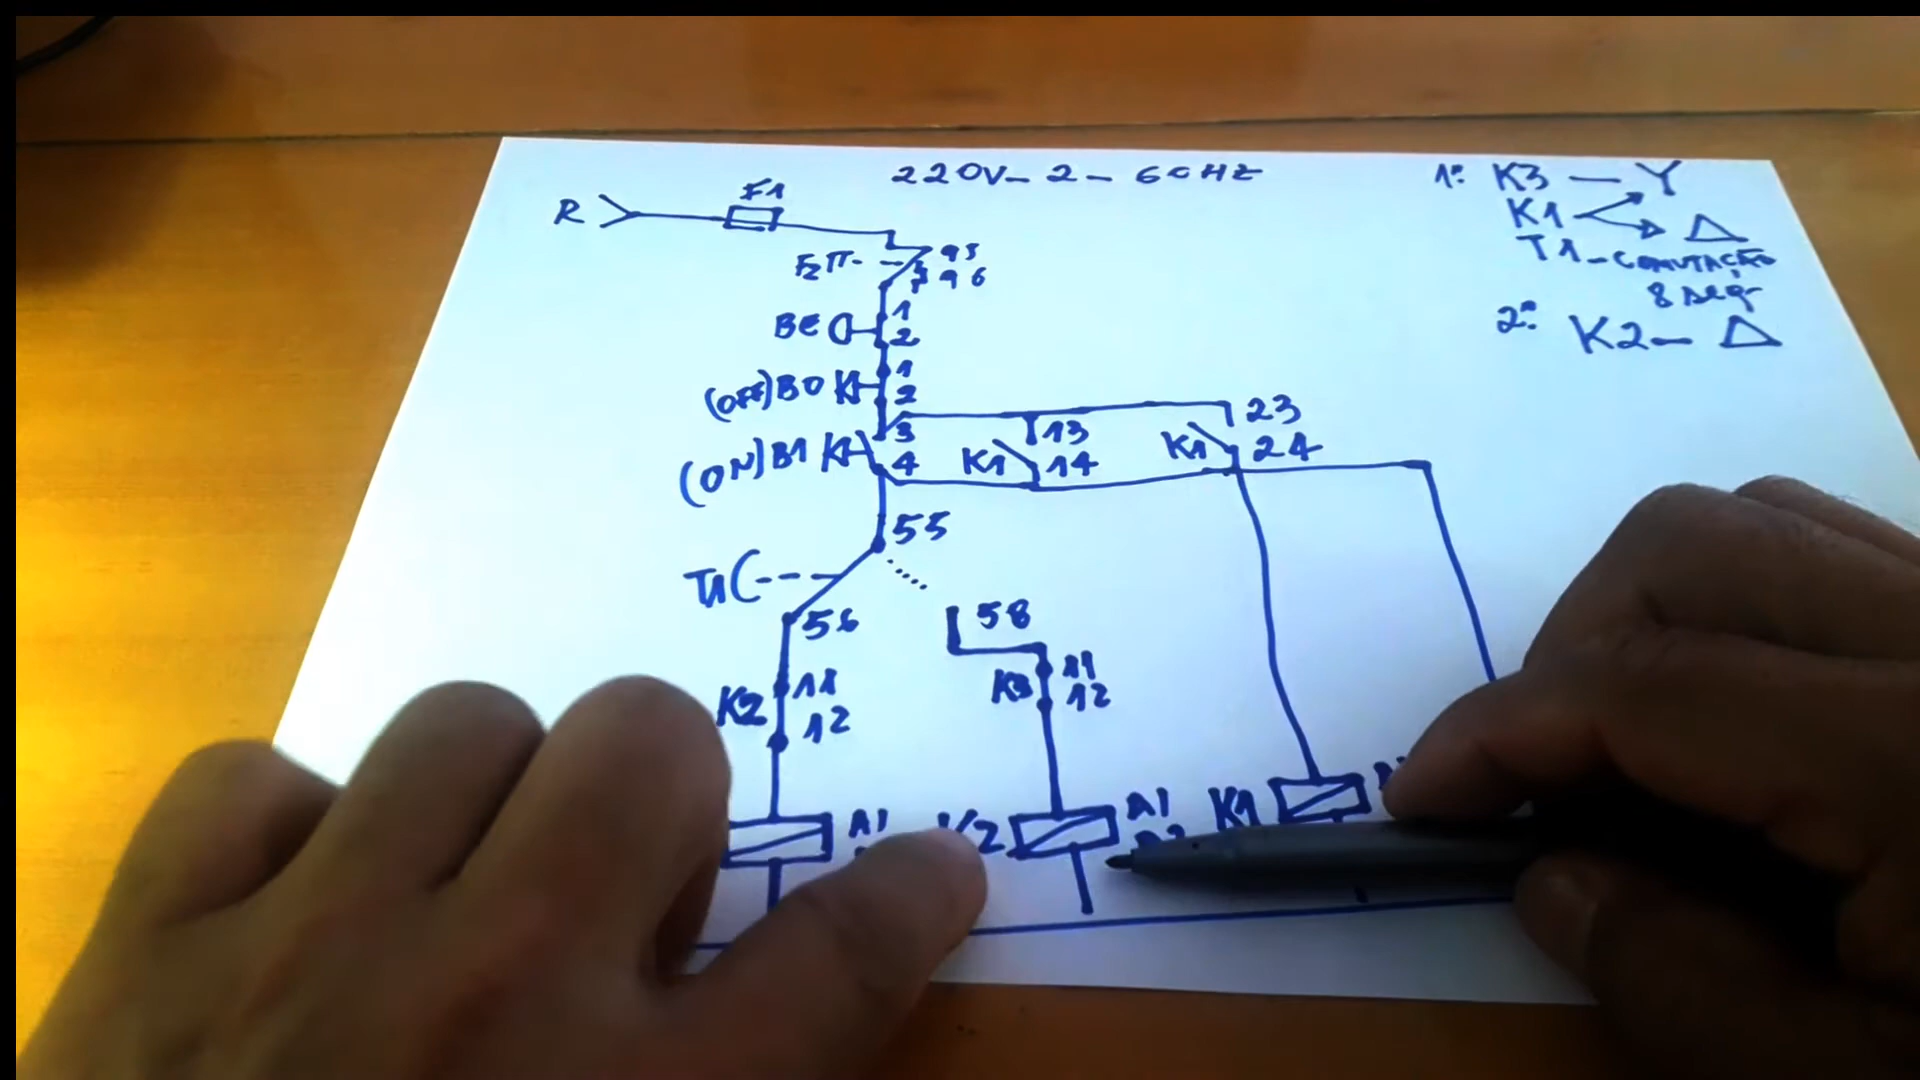 220V- 2 - 60HZ
1º K3 - Y
K1 Δ
T1 - COMUTAÇÃO
8 seg
2º K2 - Δ
R F1
95
96
BE 1
2
(OFF) B0 1
2
(ON) B1 3
4
K1 13
14
K1 23
24
55
T1
56
58
K2 11
12
K3 11
12
A1
K2 A1
K1